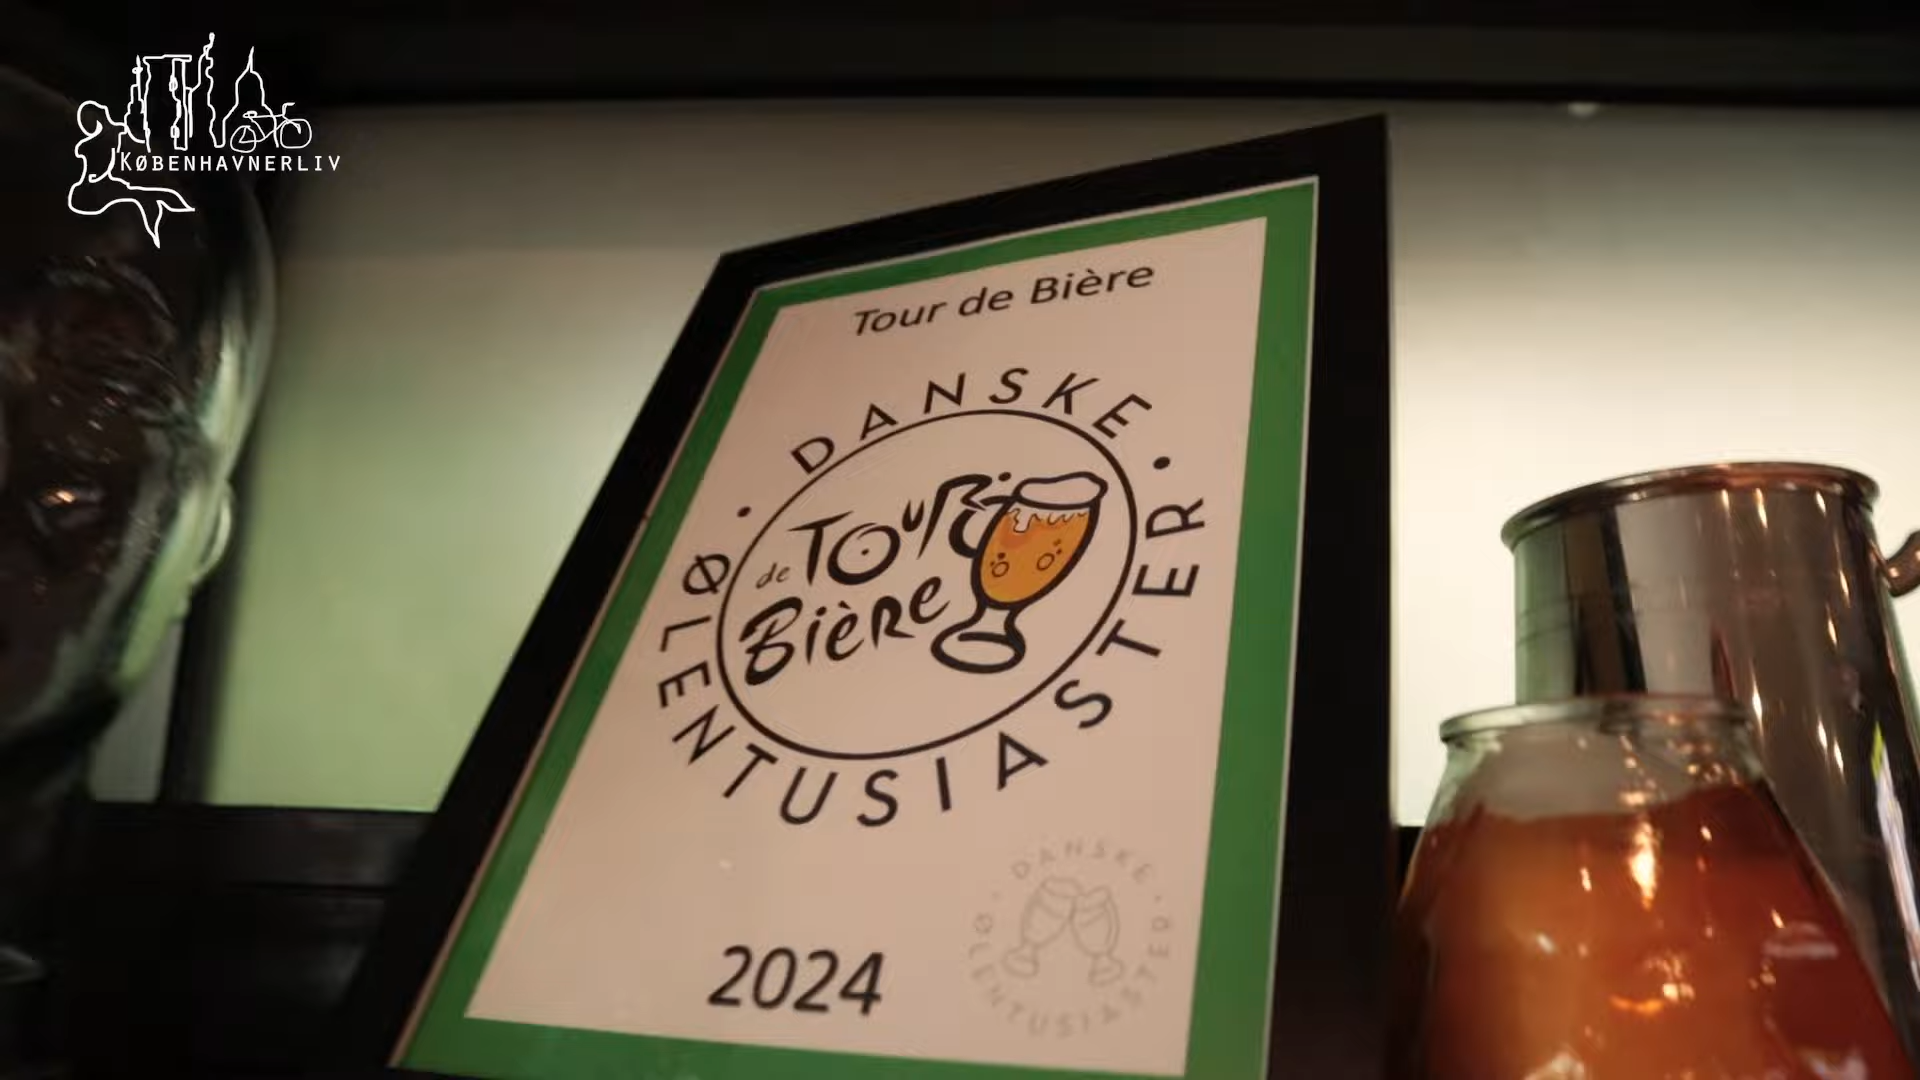 KØBENHAVNERLIV
Tour de Bière
DANSKE • ØLENTUSIASTER •
Tour
de
Bière
2024
DANSKE • ØLENTUSIASTER •